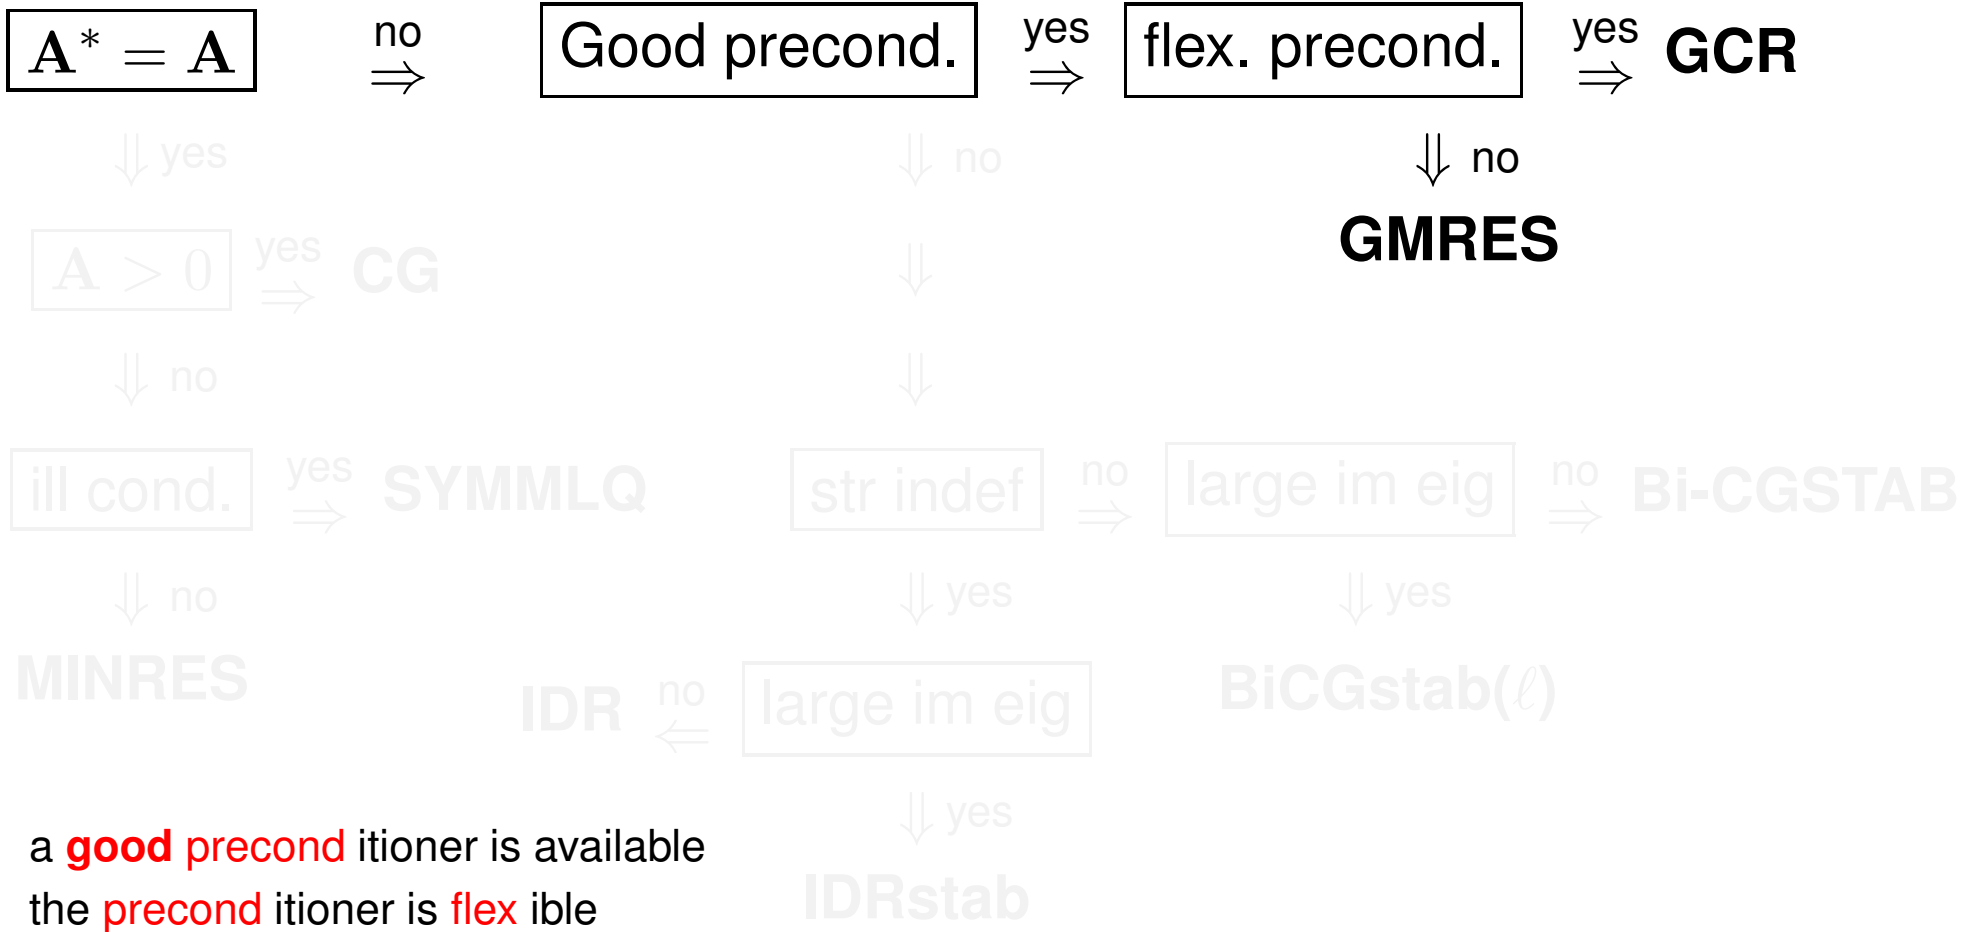 A* = A no ⇒ Good precond. yes ⇒ flex. precond. yes ⇒ GCR
⇓ yes ⇓ no ⇓ no
GMRES
A > 0 yes ⇒ CG ⇓
⇓ no ⇓
ill cond. yes ⇒ SYMMLQ str indef no ⇒ large im eig no ⇒ Bi-CGSTAB
⇓ no ⇓ yes ⇓ yes
MINRES IDR no ⇐ large im eig BiCGstab(ℓ)
⇓ yes
a good precond itioner is available
IDRstab
the precond itioner is flex ible